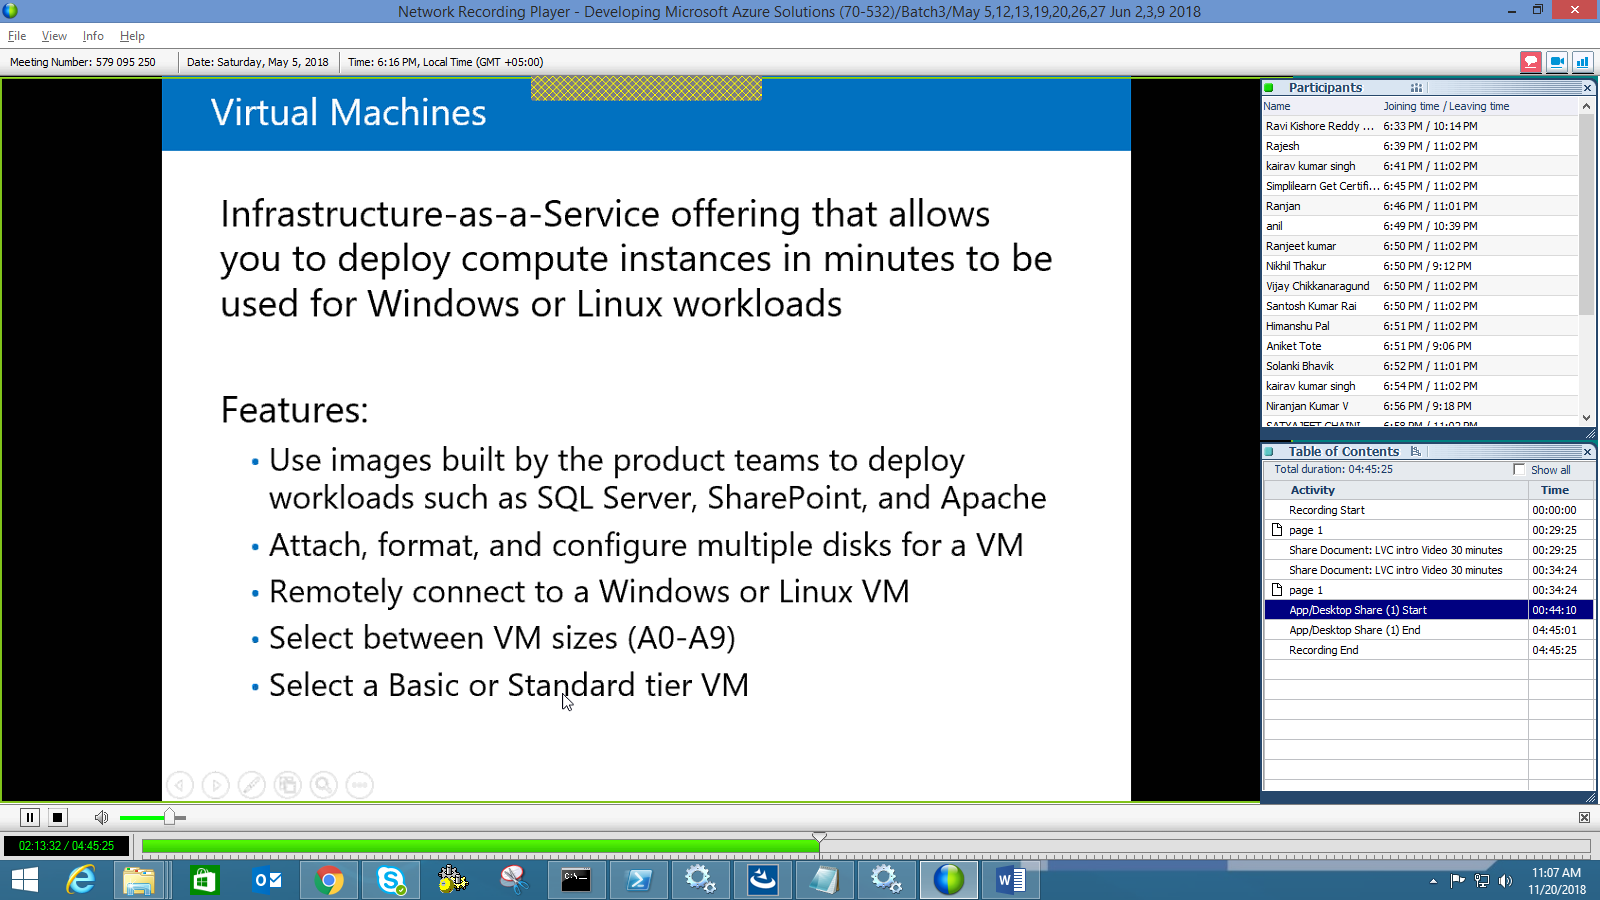 Network Recording Player - Developing Microsoft Azure Solutions (70-532)/Batch3/May 5,12,13,19,20,26,27 Jun 2,3,9 2018
File View Info Help
Meeting Number: 579 095 250 Date: Saturday, May 5, 2018 Time: 6:16 PM, Local Time (GMT +05:00)
Virtual Machines
Infrastructure-as-a-Service offering that allows
you to deploy compute instances in minutes to be
used for Windows or Linux workloads
Features:
• Use images built by the product teams to deploy
workloads such as SQL Server, SharePoint, and Apache
• Attach, format, and configure multiple disks for a VM
• Remotely connect to a Windows or Linux VM
• Select between VM sizes (A0-A9)
• Select a Basic or Standard tier VM
Participants
Name Joining time / Leaving time
Ravi Kishore Reddy ... 6:33 PM / 10:14 PM
Rajesh 6:39 PM / 11:02 PM
kairav kumar singh 6:41 PM / 11:02 PM
Simplilearn Get Certifi... 6:45 PM / 11:02 PM
Ranjan 6:46 PM / 11:01 PM
anil 6:49 PM / 10:39 PM
Ranjeet kumar 6:50 PM / 11:02 PM
Nikhil Thakur 6:50 PM / 9:12 PM
Vijay Chikkanaragund 6:50 PM / 11:02 PM
Santosh Kumar Rai 6:50 PM / 11:02 PM
Himanshu Pal 6:51 PM / 11:02 PM
Aniket Tote 6:51 PM / 9:06 PM
Solanki Bhavik 6:52 PM / 11:01 PM
kairav kumar singh 6:54 PM / 11:02 PM
Niranjan Kumar V 6:56 PM / 9:18 PM
Table of Contents
Total duration: 04:45:25 Show all
Activity Time
Recording Start 00:00:00
page 1 00:29:25
Share Document: LVC intro Video 30 minutes 00:29:25
Share Document: LVC intro Video 30 minutes 00:34:24
page 1 00:34:24
App/Desktop Share (1) Start 00:44:10
App/Desktop Share (1) End 04:45:01
Recording End 04:45:25
02:13:32 / 04:45:25
11:07 AM
11/20/2018